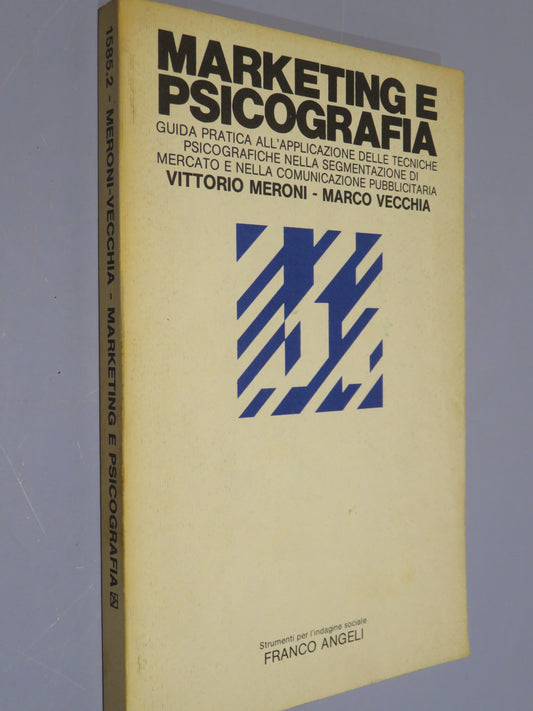 MARKETING E
PSICOGRAFIA
GUIDA PRATICA ALL'APPLICAZIONE DELLE TECNICHE
PSICOGRAFICHE NELLA SEGMENTAZIONE DI
MERCATO E NELLA COMUNICAZIONE PUBBLICITARIA
VITTORIO MERONI - MARCO VECCHIA
Strumenti per l'indagine sociale
FRANCO ANGELI
1585.2 - MERONI-VECCHIA - MARKETING E PSICOGRAFIA